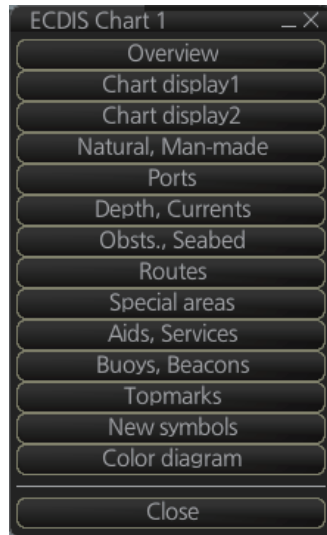 ECDIS Chart 1
Overview
Chart display1
Chart display2
Natural, Man-made
Ports
Depth, Currents
Obsts., Seabed
Routes
Special areas
Aids, Services
Buoys, Beacons
Topmarks
New symbols
Color diagram
Close